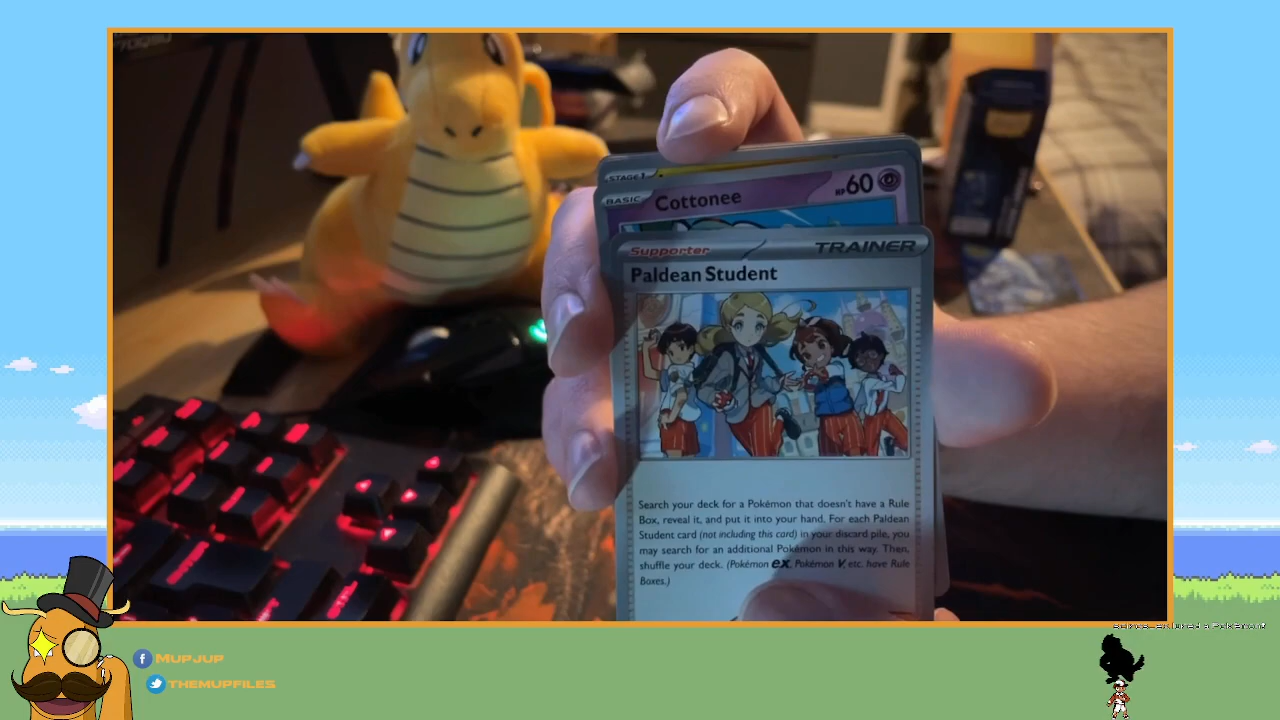 STAGE1
BASIC Cottonee HP60
Supporter TRAINER
Paldean Student
Search your deck for a Pokémon that doesn't have a Rule
Box, reveal it, and put it into your hand. For each Paldean
Student card (not including this card) in your discard pile, you
may search for an additional Pokémon in this way. Then,
shuffle your deck. (Pokémon ex, Pokémon V, etc. have Rule
Boxes.)
CTRL
MUPJUP
THEMUPFILES